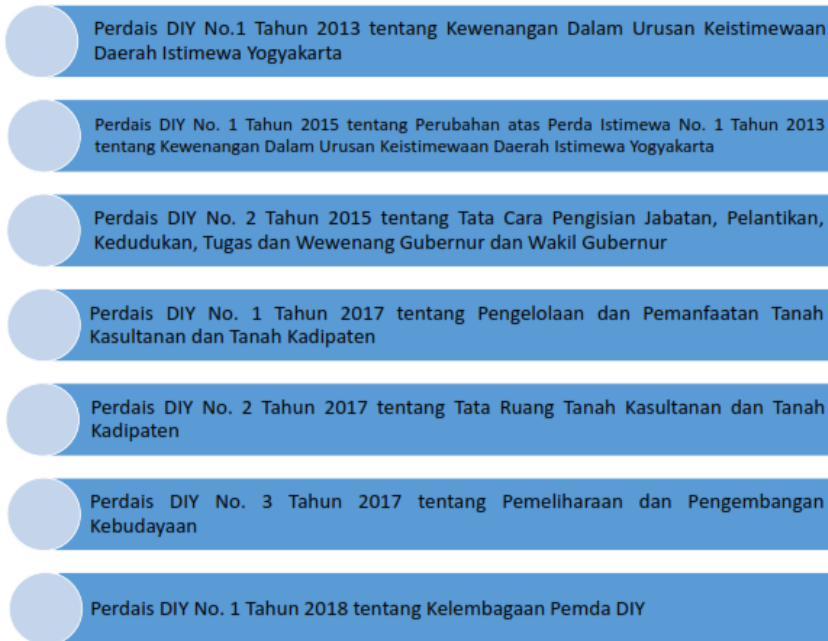 Perdais DIY No.1 Tahun 2013 tentang Kewenangan Dalam Urusan Keistimewaan
Daerah Istimewa Yogyakarta
Perdais DIY No. 1 Tahun 2015 tentang Perubahan atas Perda Istimewa No. 1 Tahun 2013
tentang Kewenangan Dalam Urusan Keistimewaan Daerah Istimewa Yogyakarta
Perdais DIY No. 2 Tahun 2015 tentang Tata Cara Pengisian Jabatan, Pelantikan,
Kedudukan, Tugas dan Wewenang Gubernur dan Wakil Gubernur
Perdais DIY No. 1 Tahun 2017 tentang Pengelolaan dan Pemanfaatan Tanah
Kasultanan dan Tanah Kadipaten
Perdais DIY No. 2 Tahun 2017 tentang Tata Ruang Tanah Kasultanan dan Tanah
Kadipaten
Perdais DIY No. 3 Tahun 2017 tentang Pemeliharaan dan Pengembangan
Kebudayaan
Perdais DIY No. 1 Tahun 2018 tentang Kelembagaan Pemda DIY